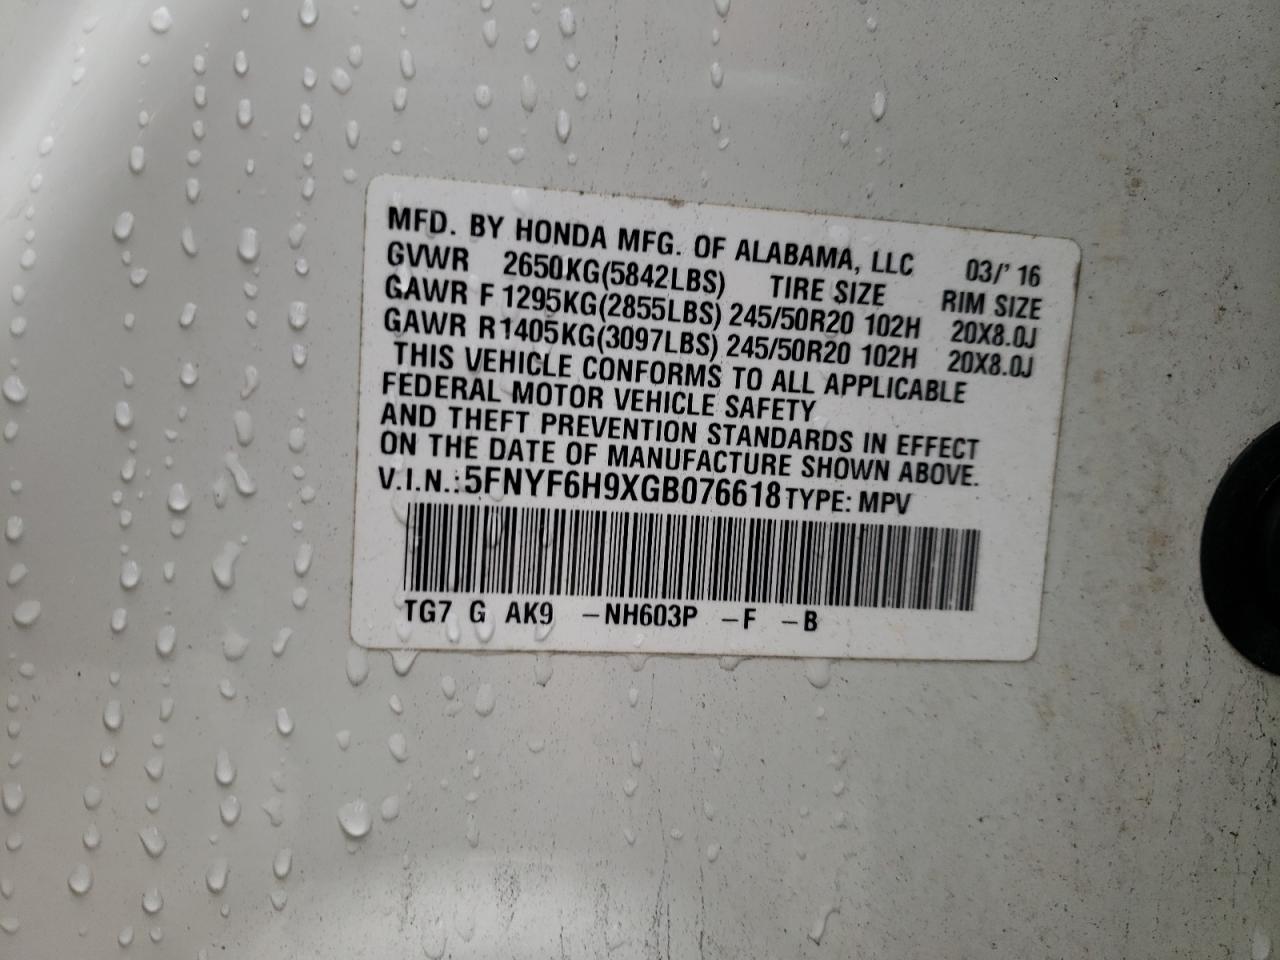 MFD. BY HONDA MFG. OF ALABAMA, LLC 03/' 16
GVWR 2650KG(5842LBS) TIRE SIZE RIM SIZE
GAWR F 1295KG(2855LBS) 245/50R20 102H 20X8.0J
GAWR R 1405KG(3097LBS) 245/50R20 102H 20X8.0J
THIS VEHICLE CONFORMS TO ALL APPLICABLE
FEDERAL MOTOR VEHICLE SAFETY
AND THEFT PREVENTION STANDARDS IN EFFECT
ON THE DATE OF MANUFACTURE SHOWN ABOVE.
V.I.N.: 5FNYF6H9XGB076618 TYPE: MPV
TG7 G AK9 -NH603P -F -B